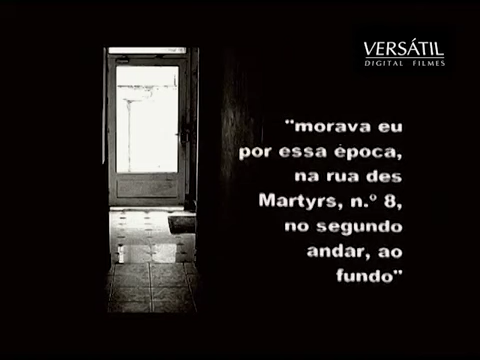 VERSÁTIL
DIGITAL FILMES
"morava eu
por essa época,
na rua des
Martyrs, n.º 8,
no segundo
andar, ao
fundo"